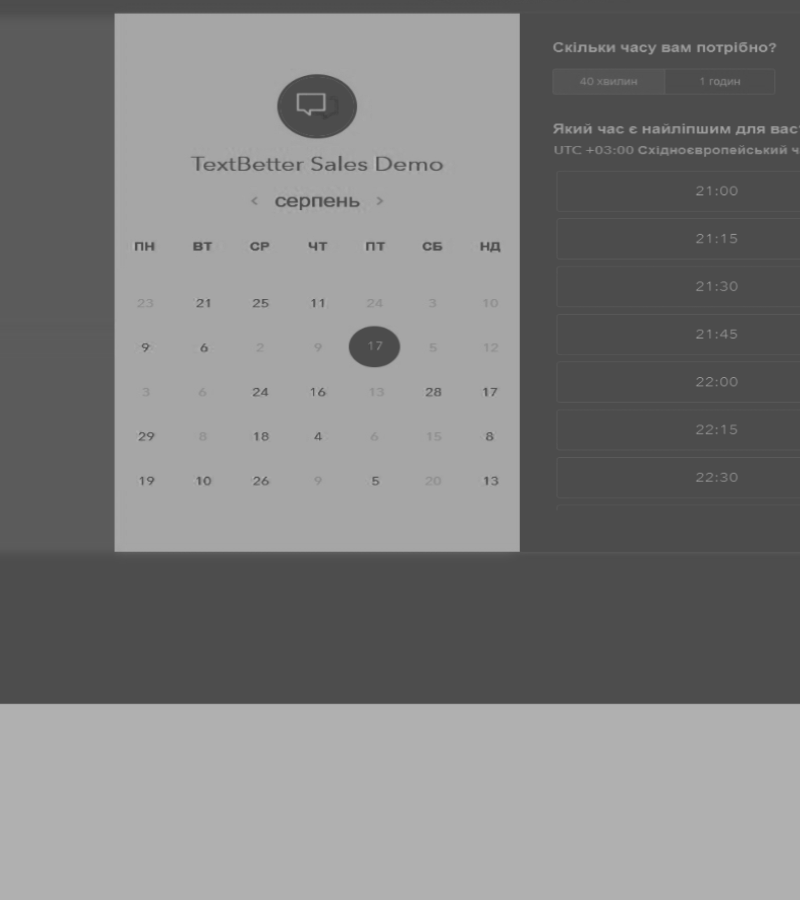 TextBetter Sales Demo
‹ серпень ›
ПН ВТ СР ЧТ ПТ СБ НД
23 21 25 11 24 3 10
9 6 2 9 17 5 12
3 6 24 16 13 28 17
29 8 18 4 6 15 8
19 10 26 9 5 20 13
Скільки часу вам потрібно?
40 хвилин 1 годин
Який час є найліпшим для вас
UTC +03:00 Східноєвропейський ч
21:00
21:15
21:30
21:45
22:00
22:15
22:30